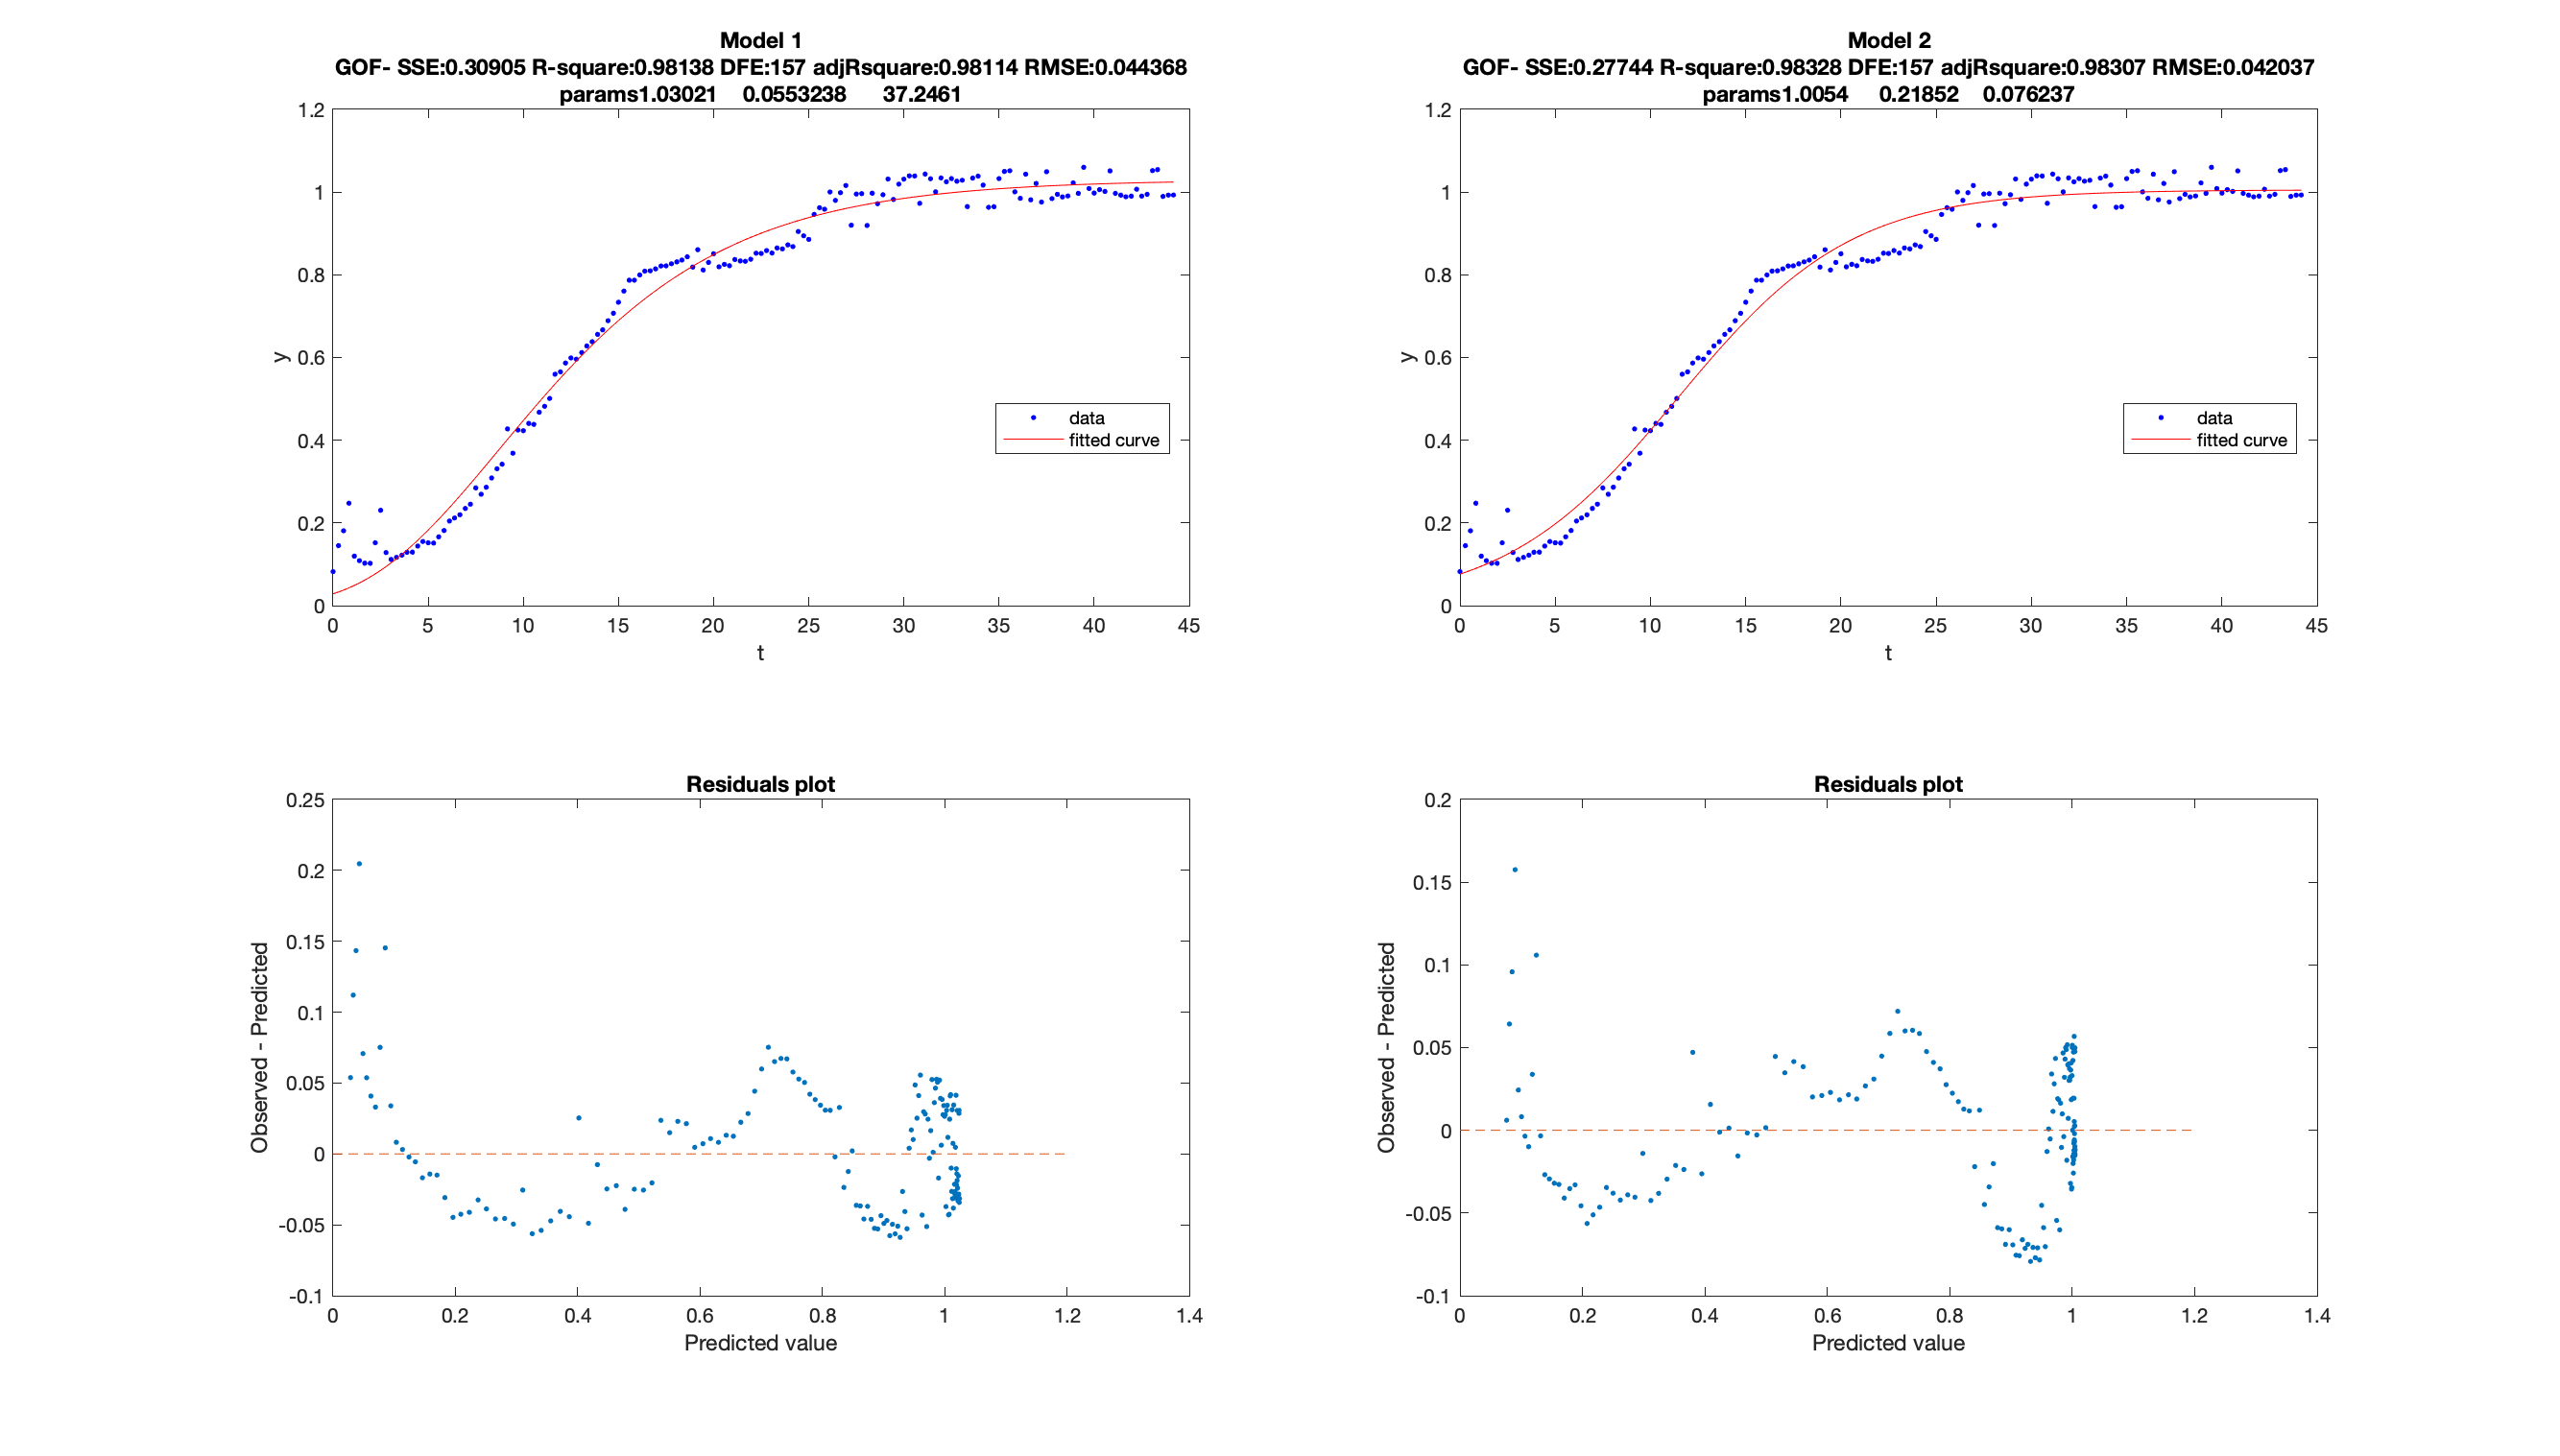 Model 1
GOF- SSE:0.30905 R-square:0.98138 DFE:157 adjRsquare:0.98114 RMSE:0.044368
params1.03021 0.0553238 37.2461
1.2
1
0.8
0.6
0.4
0.2
0
y
0 5 10 15 20 25 30 35 40 45
t
data
fitted curve
Model 2
GOF- SSE:0.27744 R-square:0.98328 DFE:157 adjRsquare:0.98307 RMSE:0.042037
params1.0054 0.21852 0.076237
1.2
1
0.8
0.6
0.4
0.2
0
y
0 5 10 15 20 25 30 35 40 45
t
data
fitted curve
Residuals plot
0.25
0.2
0.15
0.1
0.05
0
-0.05
-0.1
Observed - Predicted
0 0.2 0.4 0.6 0.8 1 1.2 1.4
Predicted value
Residuals plot
0.2
0.15
0.1
0.05
0
-0.05
-0.1
Observed - Predicted
0 0.2 0.4 0.6 0.8 1 1.2 1.4
Predicted value